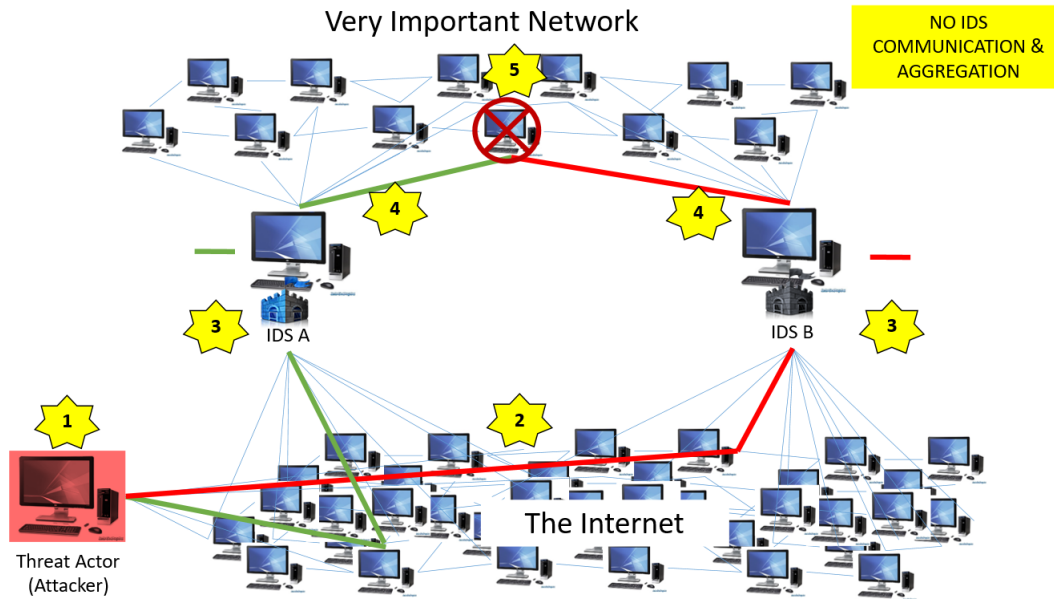 Very Important Network
NO IDS
COMMUNICATION &
AGGREGATION
5
4
4
3
IDS A
IDS B
3
1
2
The Internet
Threat Actor
(Attacker)